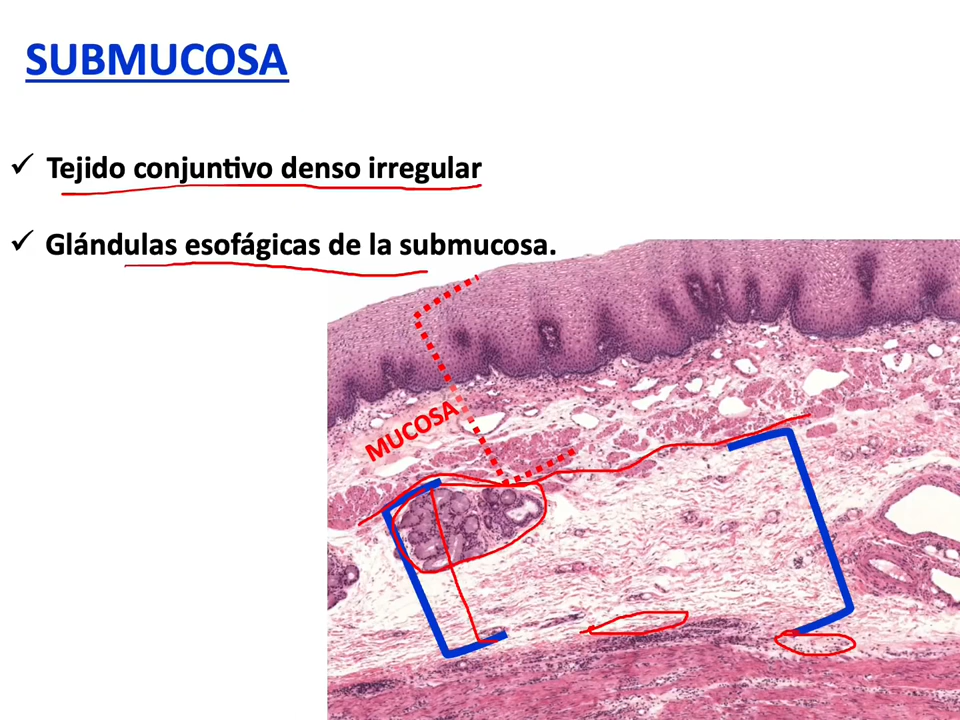 SUBMUCOSA
✓ Tejido conjuntivo denso irregular
✓ Glándulas esofágicas de la submucosa.
MUCOSA